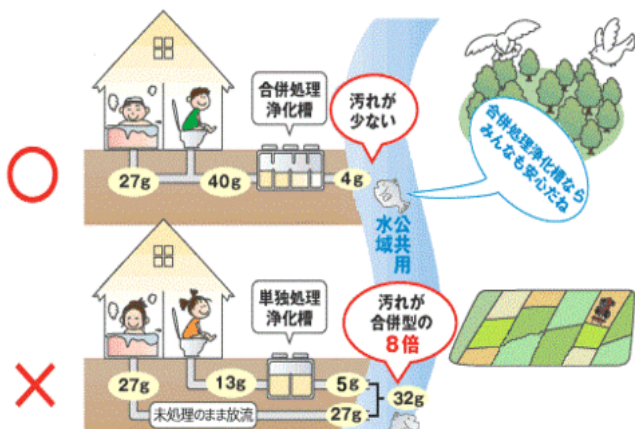 合併処理
浄化槽
汚れが
少ない
27g
40g
4g
合併処理浄化槽なら
みんなも安心だね
公共用
水域
単独処理
浄化槽
汚れが
合併型の
8倍
27g
13g
5g
32g
未処理のまま放流
27g